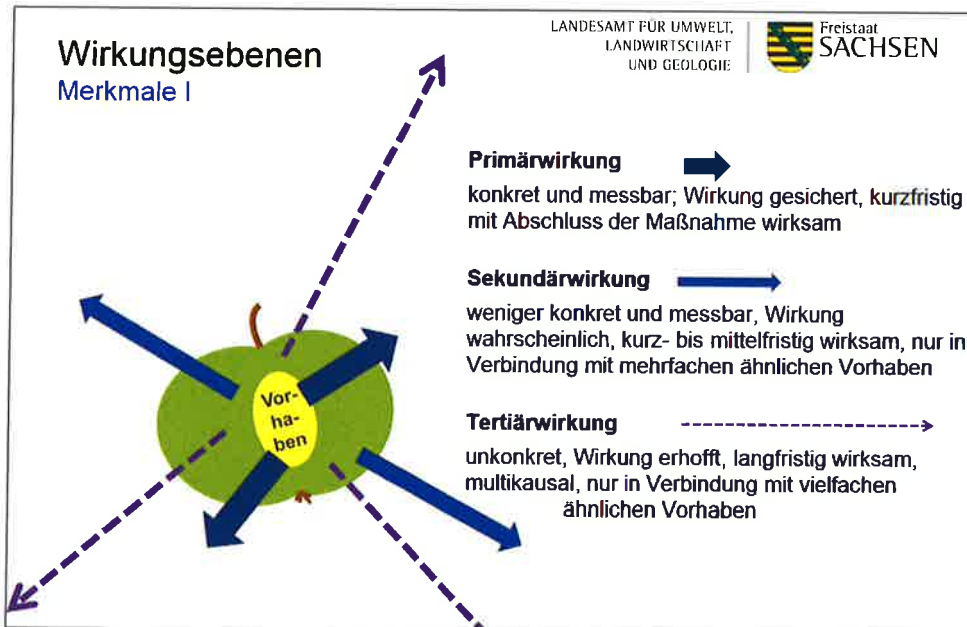 Wirkungsebenen
Merkmale I
LANDESAMT FÜR UMWELT,
LANDWIRTSCHAFT
UND GEOLOGIE
Freistaat
SACHSEN
Primärwirkung
konkret und messbar; Wirkung gesichert, kurzfristig
mit Abschluss der Maßnahme wirksam
Sekundärwirkung
weniger konkret und messbar, Wirkung
wahrscheinlich, kurz- bis mittelfristig wirksam, nur in
Verbindung mit mehrfachen ähnlichen Vorhaben
Tertiärwirkung
unkonkret, Wirkung erhofft, langfristig wirksam,
multikausal, nur in Verbindung mit vielfachen
ähnlichen Vorhaben
Vor-
ha-
ben